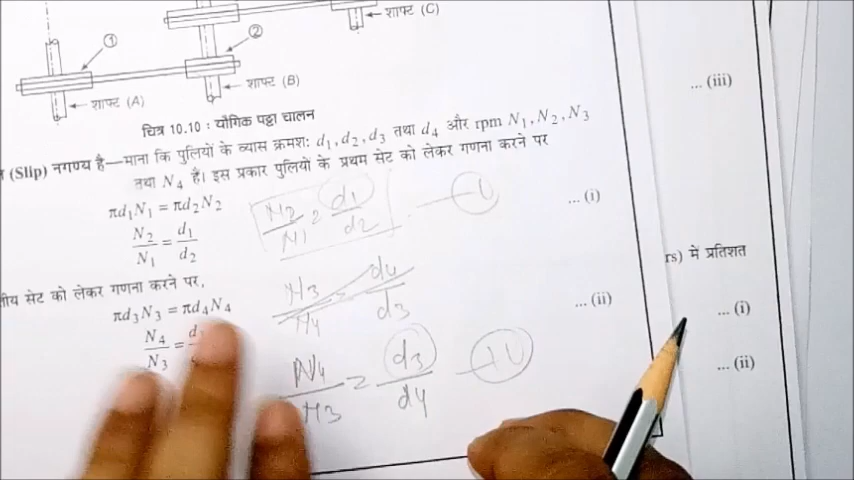 शाफ्ट (C)
①
②
शाफ्ट (A)
शाफ्ट (B)
चित्र 10.10 : यौगिक पट्टा चालन
(Slip) नगण्य है—माना कि पुलियों के व्यास क्रमश: d₁, d₂, d₃ तथा d₄ और rpm N₁, N₂, N₃
तथा N₄ है। इस प्रकार पुलियों के प्रथम सेट को लेकर गणना करने पर
πd₁N₁ = πd₂N₂
N₂/N₁ = d₁/d₂ ... (i)
N₂/N₁ = d₁/d₂
सेट को लेकर गणना करने पर,
πd₃N₃ = πd₄N₄ ... (ii)
N₃/N₄ = d₄/d₃
N₄/N₃ =
N₄/N₃ = d₃/d₄
... (iii)
rs) में प्रतिशत
... (i)
... (ii)